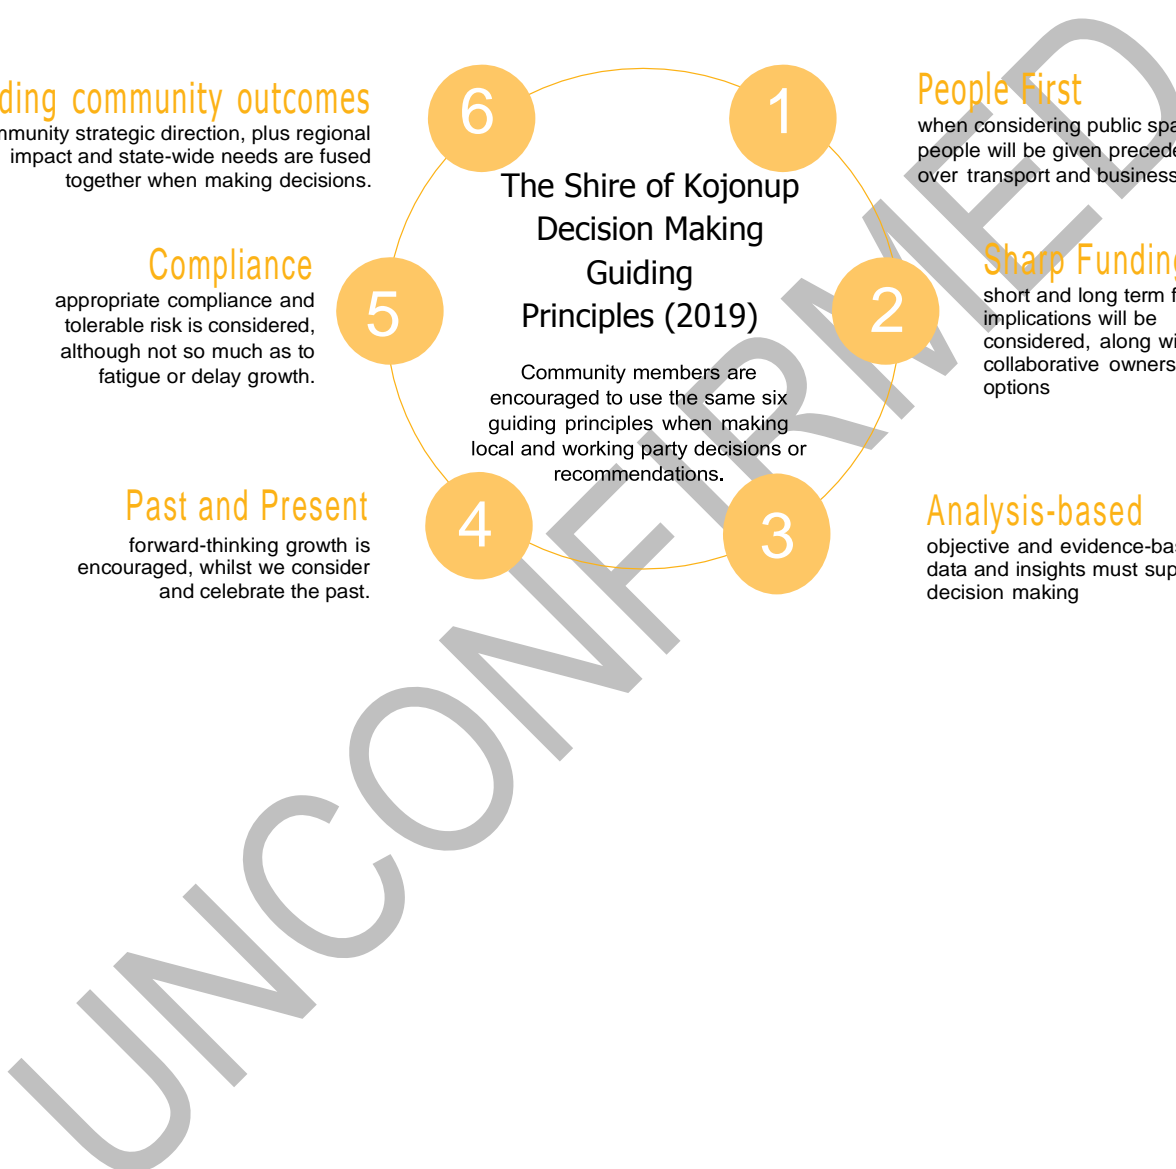 6
1
ding community outcomes
mmunity strategic direction, plus regional
impact and state-wide needs are fused
together when making decisions.
People First
when considering public spa
people will be given precede
over transport and business
The Shire of Kojonup
Decision Making
Guiding
Principles (2019)
Community members are
encouraged to use the same six
guiding principles when making
local and working party decisions or
recommendations.
Compliance
appropriate compliance and
tolerable risk is considered,
although not so much as to
fatigue or delay growth.
5
2
Sharp Funding
short and long term f
implications will be
considered, along wi
collaborative owners
options
Past and Present
forward-thinking growth is
encouraged, whilst we consider
and celebrate the past.
4
3
Analysis-based
objective and evidence-bas
data and insights must sup
decision making
UNCONFIRMED